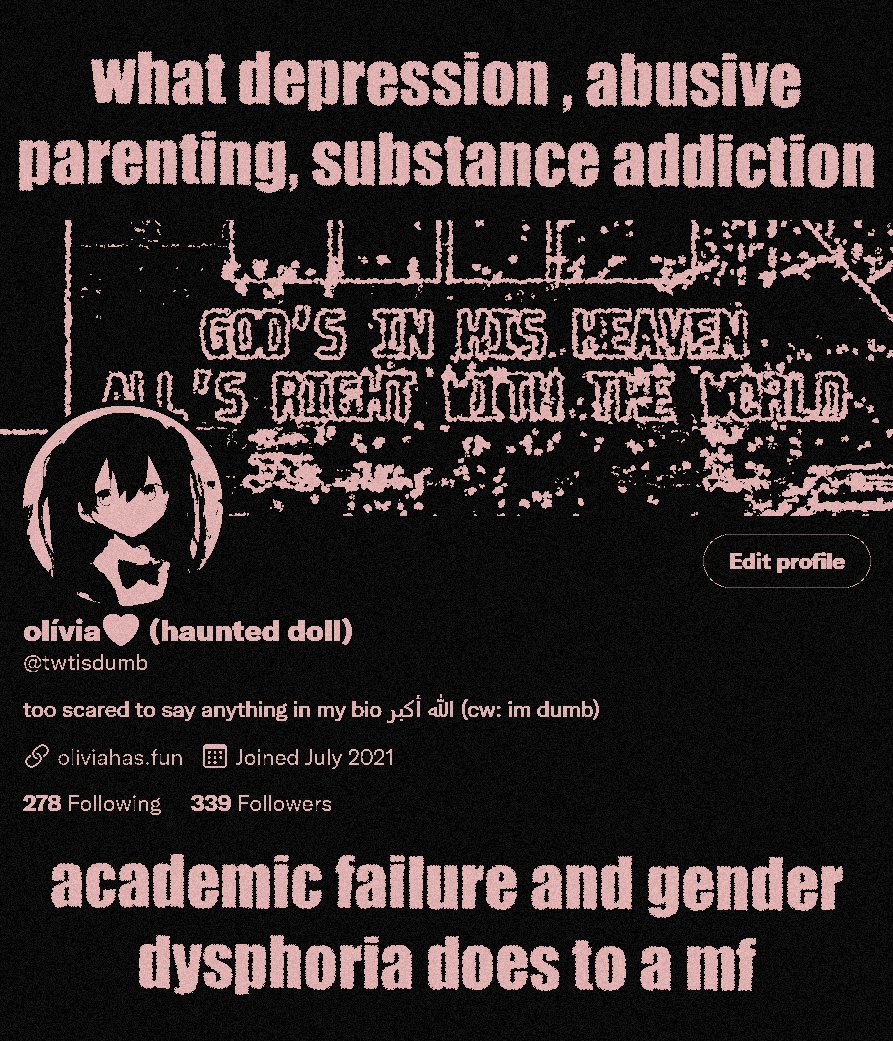 what depression , abusive
parenting, substance addiction
GOD'S IN HIS HEAVEN
ALL'S RIGHT WITH THE WORLD
Edit profile
olívia🩷 (haunted doll)
@twtisdumb
too scared to say anything in my bio الله أكبر (cw: im dumb)
oliviahas.fun Joined July 2021
278 Following 339 Followers
academic failure and gender
dysphoria does to a mf